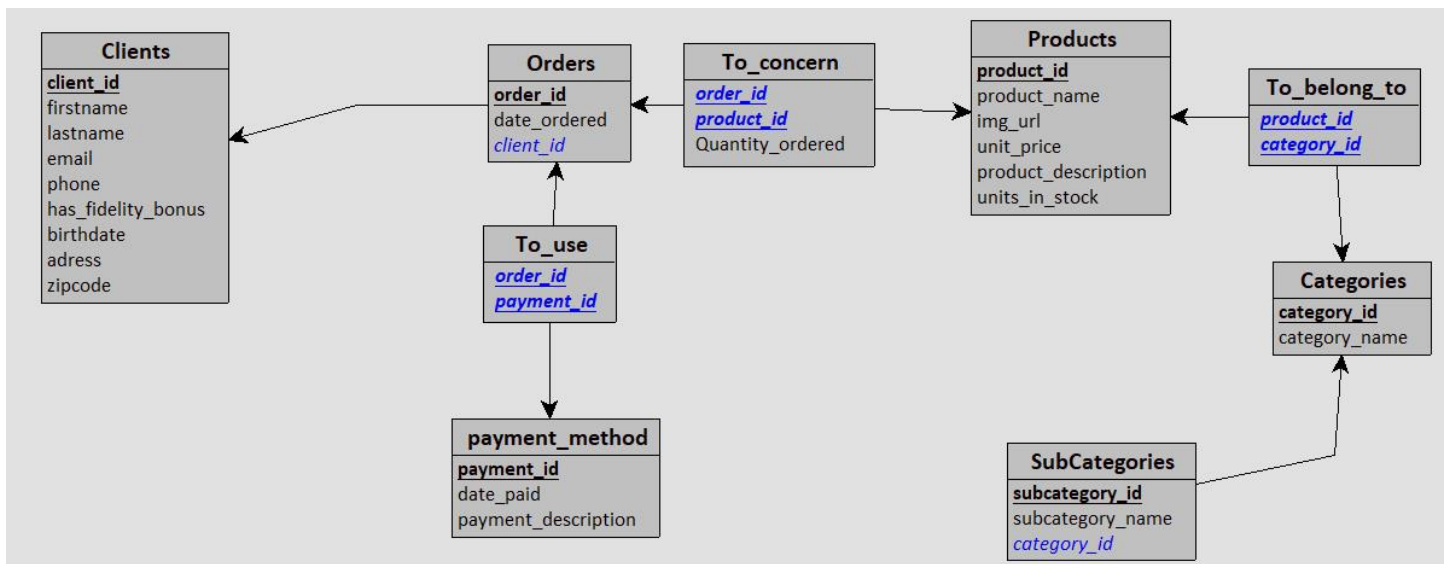 Clients
client_id
firstname
lastname
email
phone
has_fidelity_bonus
birthdate
adress
zipcode
Orders
order_id
date_ordered
client_id
To_concern
order_id
product_id
Quantity_ordered
Products
product_id
product_name
img_url
unit_price
product_description
units_in_stock
To_belong_to
product_id
category_id
To_use
order_id
payment_id
Categories
category_id
category_name
payment_method
payment_id
date_paid
payment_description
SubCategories
subcategory_id
subcategory_name
category_id